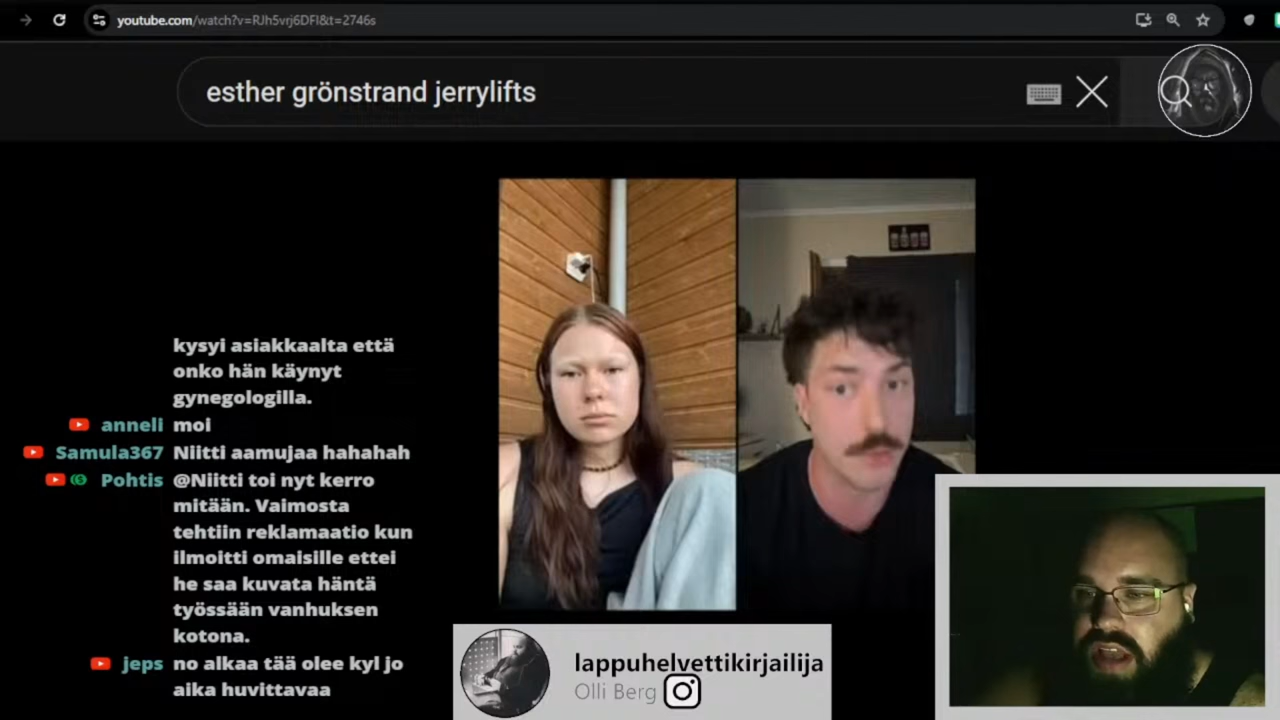 youtube.com/watch?v=RJh5vrj6DFI&t=2746s
esther grönstrand jerrylifts
kysyi asiakkaalta että
onko hän käynyt
gynegologilla.
anneli moi
Samula367 Niitti aamujaa hahahah
Pohtis @Niitti toi nyt kerro
mitään. Vaimosta
tehtiin reklamaatio kun
ilmoitti omaisille ettei
he saa kuvata häntä
työssään vanhuksen
kotona.
jeps no alkaa tää olee kyl jo
aika huvittavaa
lappuhelvettikirjailija
Olli Berg